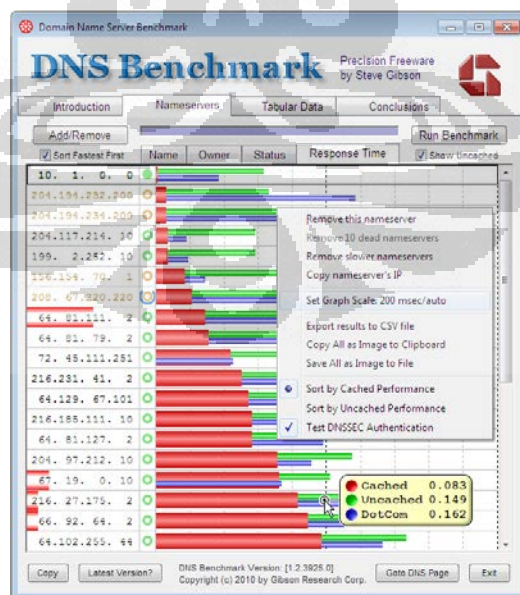 Domain Name Server Benchmark
DNS Benchmark
Precision Freeware
by Steve Gibson
Introduction
Nameservers
Tabular Data
Conclusions
Add/Remove
Run Benchmark
Sort Fastest First
Name
Owner
Status
Response Time
Show Uncached
10. 1. 0. 0
204.194.232.200
204.194.234.200
204.117.214. 10
199. 2.252. 10
156.154. 70. 1
208. 67.220.220
64. 81.111. 2
64. 81. 79. 2
72. 45.111.251
216.231. 41. 2
64.129. 67.101
216.185.111. 10
64. 81.127. 2
204. 97.212. 10
67. 19. 0. 10
216. 27.175. 2
66. 92. 64. 2
64.102.255. 44
Remove this nameserver
Remove 10 dead nameservers
Remove slower nameservers
Copy nameserver's IP
Set Graph Scale: 200 msec/auto
Export results to CSV file
Copy All as Image to Clipboard
Save All as Image to File
Sort by Cached Performance
Sort by Uncached Performance
Test DNSSEC Authentication
Cached 0.083
Uncached 0.149
DotCom 0.162
Copy
Latest Version?
DNS Benchmark Version: [1.2.3925.0]
Copyright (c) 2010 by Gibson Research Corp.
Goto DNS Page
Exit